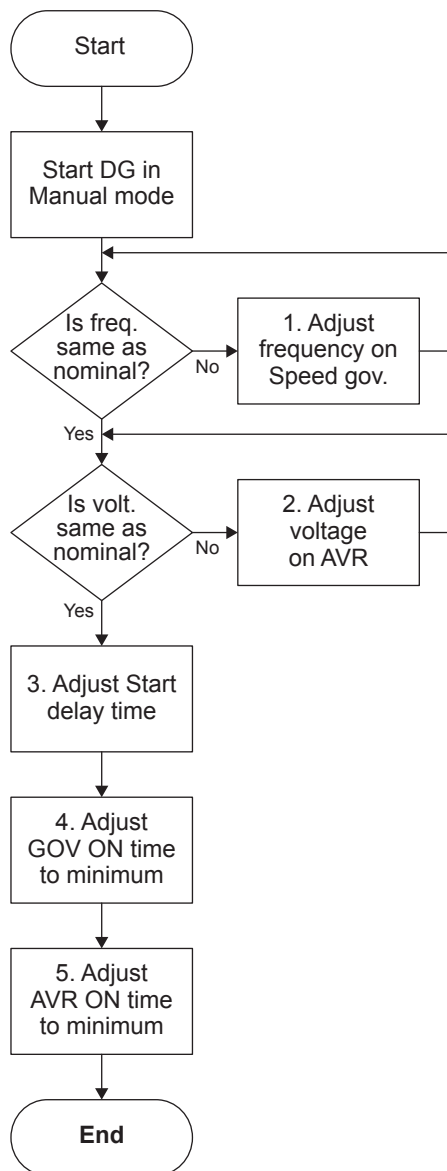 Start
Start DG in
Manual mode
Is freq.
same as
nominal?
No
1. Adjust
frequency on
Speed gov.
Yes
Is volt.
same as
nominal?
No
2. Adjust
voltage
on AVR
Yes
3. Adjust Start
delay time
4. Adjust
GOV ON time
to minimum
5. Adjust
AVR ON time
to minimum
End